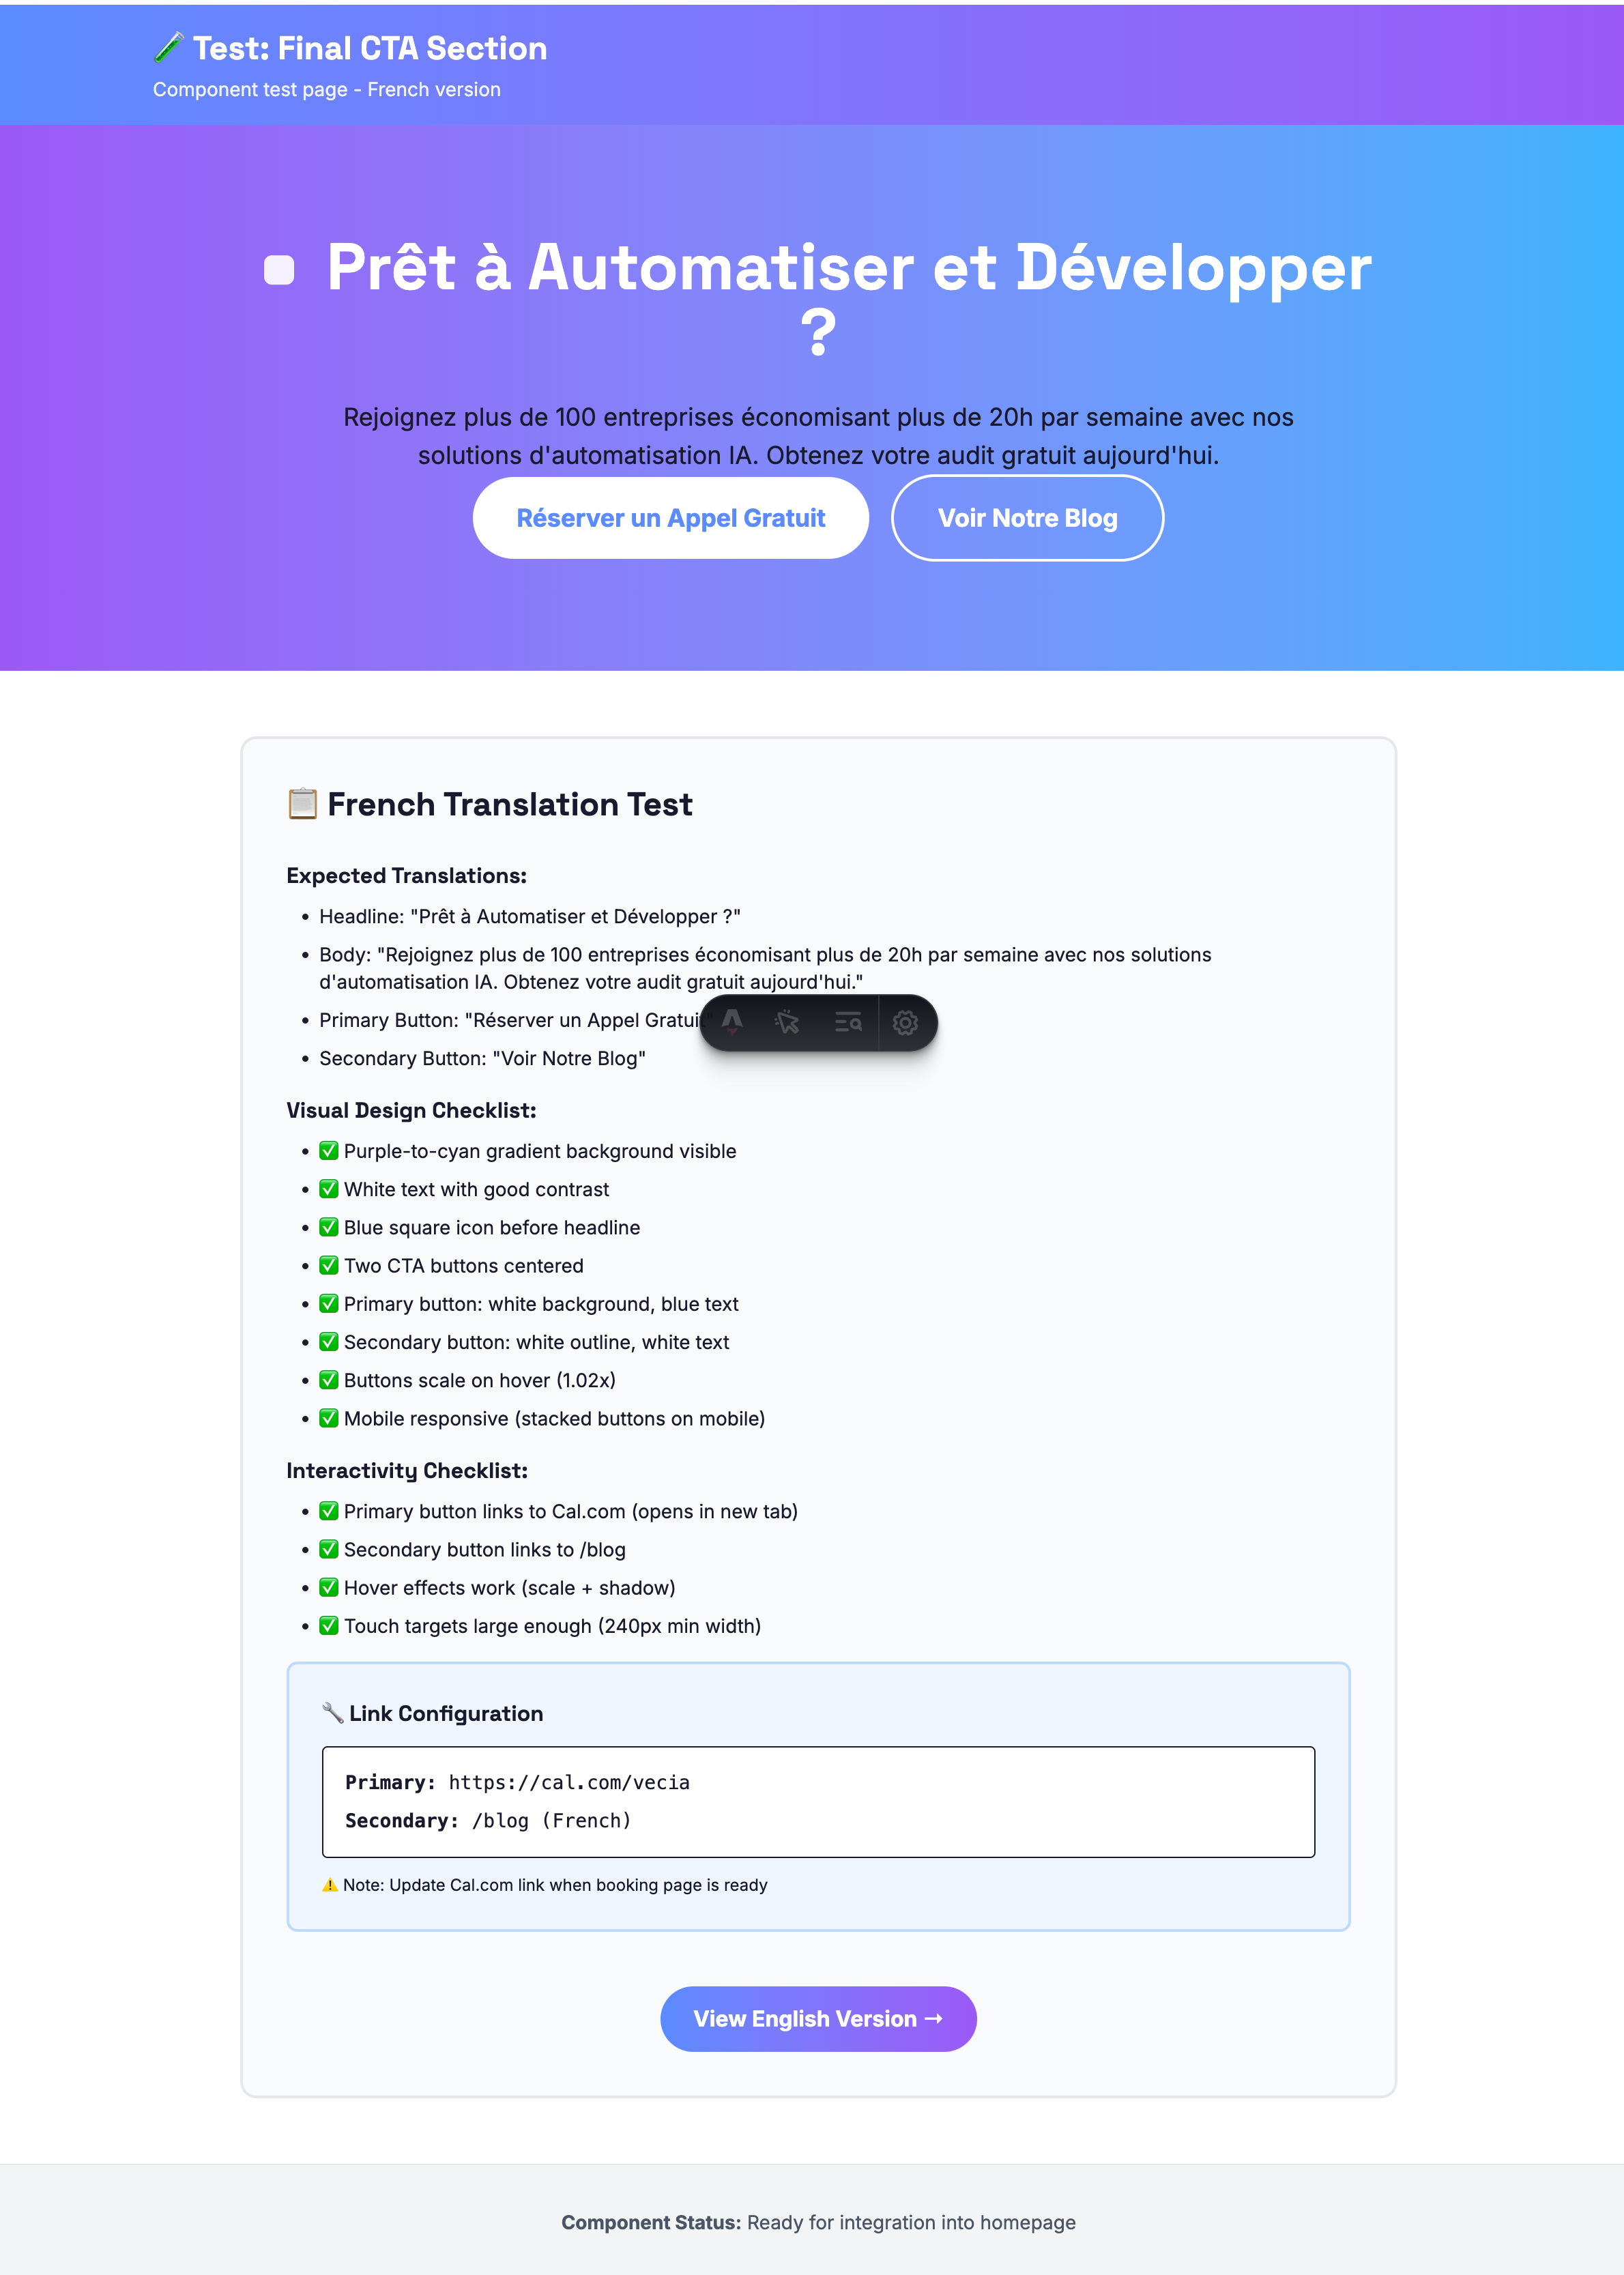 Test: Final CTA Section
Component test page - French version
Prêt à Automatiser et Développer
?
Rejoignez plus de 100 entreprises économisant plus de 20h par semaine avec nos
solutions d'automatisation IA. Obtenez votre audit gratuit aujourd'hui.
Réserver un Appel Gratuit
Voir Notre Blog
French Translation Test
Expected Translations:
• Headline: "Prêt à Automatiser et Développer ?"
• Body: "Rejoignez plus de 100 entreprises économisant plus de 20h par semaine avec nos solutions
d'automatisation IA. Obtenez votre audit gratuit aujourd'hui."
• Primary Button: "Réserver un Appel Gratuit"
• Secondary Button: "Voir Notre Blog"
Visual Design Checklist:
• ✅ Purple-to-cyan gradient background visible
• ✅ White text with good contrast
• ✅ Blue square icon before headline
• ✅ Two CTA buttons centered
• ✅ Primary button: white background, blue text
• ✅ Secondary button: white outline, white text
• ✅ Buttons scale on hover (1.02x)
• ✅ Mobile responsive (stacked buttons on mobile)
Interactivity Checklist:
• ✅ Primary button links to Cal.com (opens in new tab)
• ✅ Secondary button links to /blog
• ✅ Hover effects work (scale + shadow)
• ✅ Touch targets large enough (240px min width)
Link Configuration
Primary: https://cal.com/vecia
Secondary: /blog (French)
⚠️ Note: Update Cal.com link when booking page is ready
View English Version →
Component Status: Ready for integration into homepage